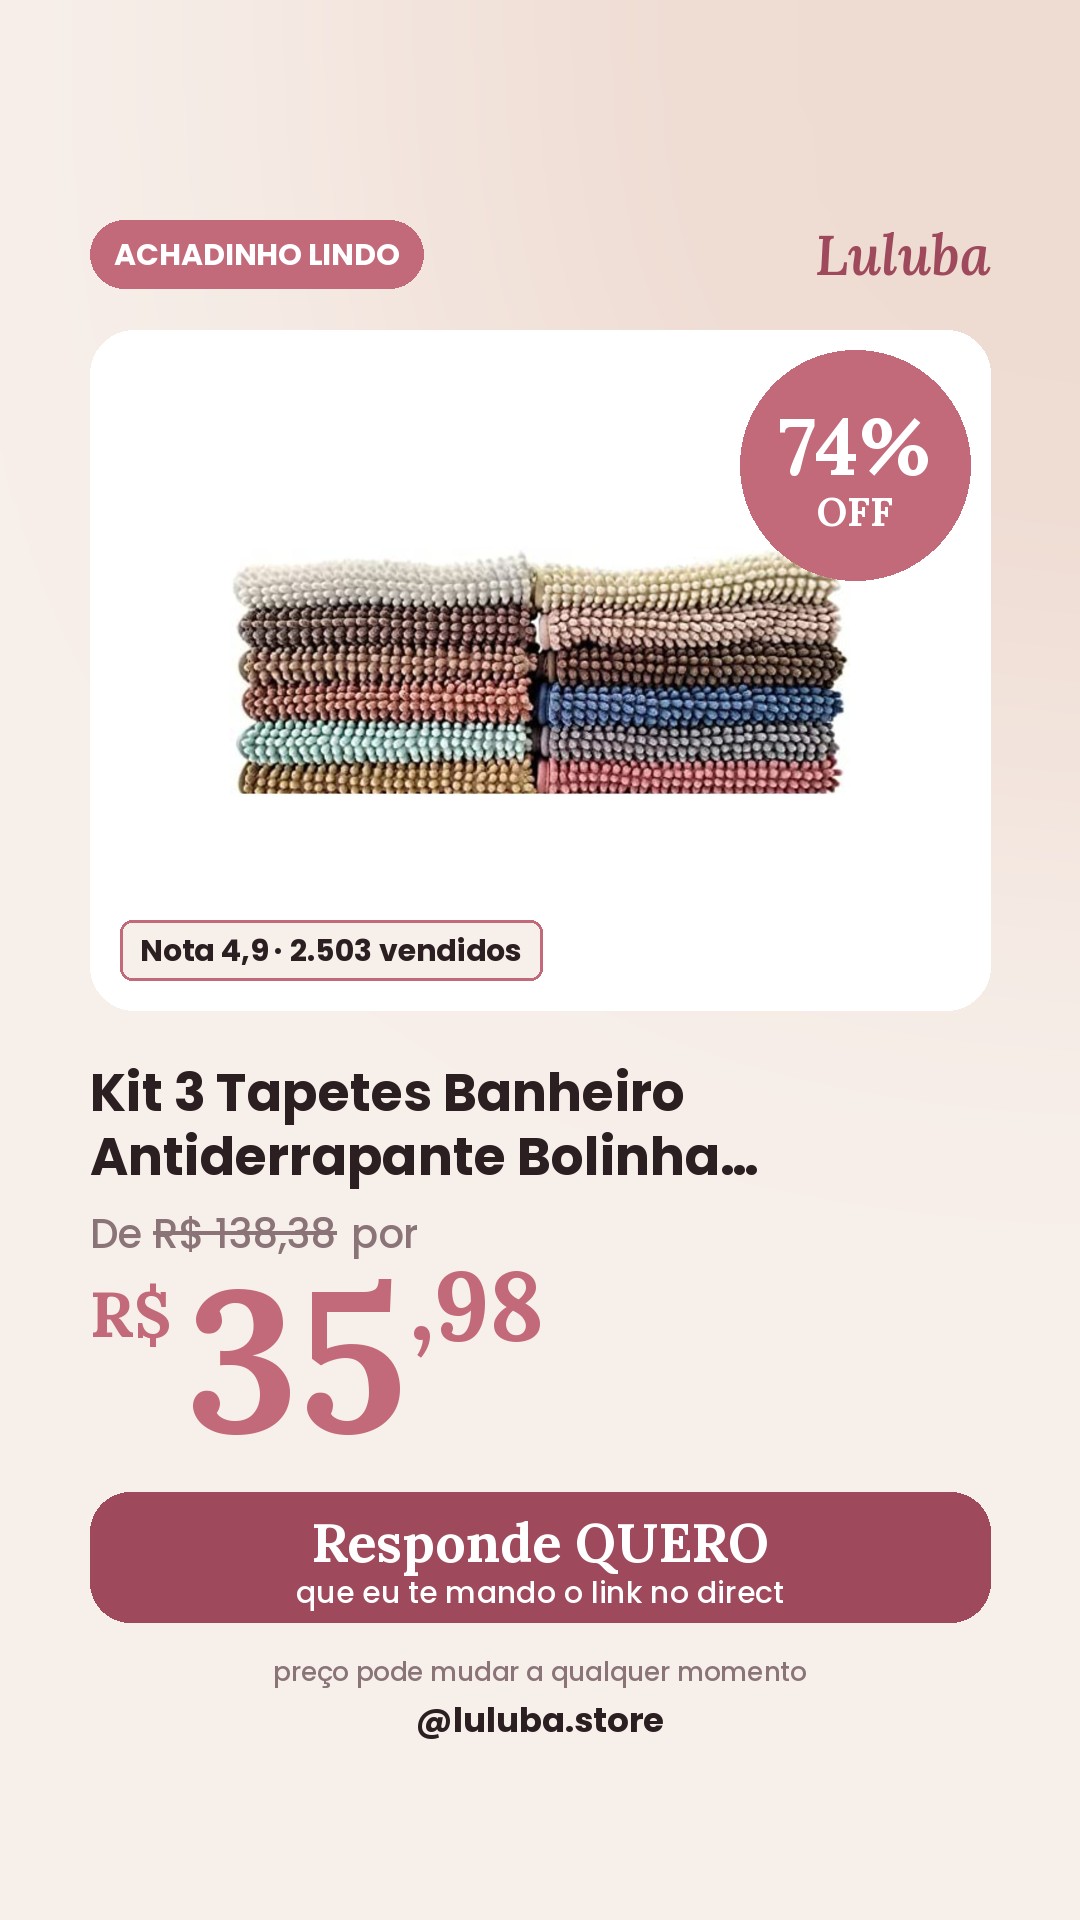 ACHADINHO LINDO
Luluba
74%
OFF
Nota 4,9 · 2.503 vendidos
Kit 3 Tapetes Banheiro
Antiderrapante Bolinha...
De R$ 138,38 por
R$ 35,98
Responde QUERO
que eu te mando o link no direct
preço pode mudar a qualquer momento
@luluba.store